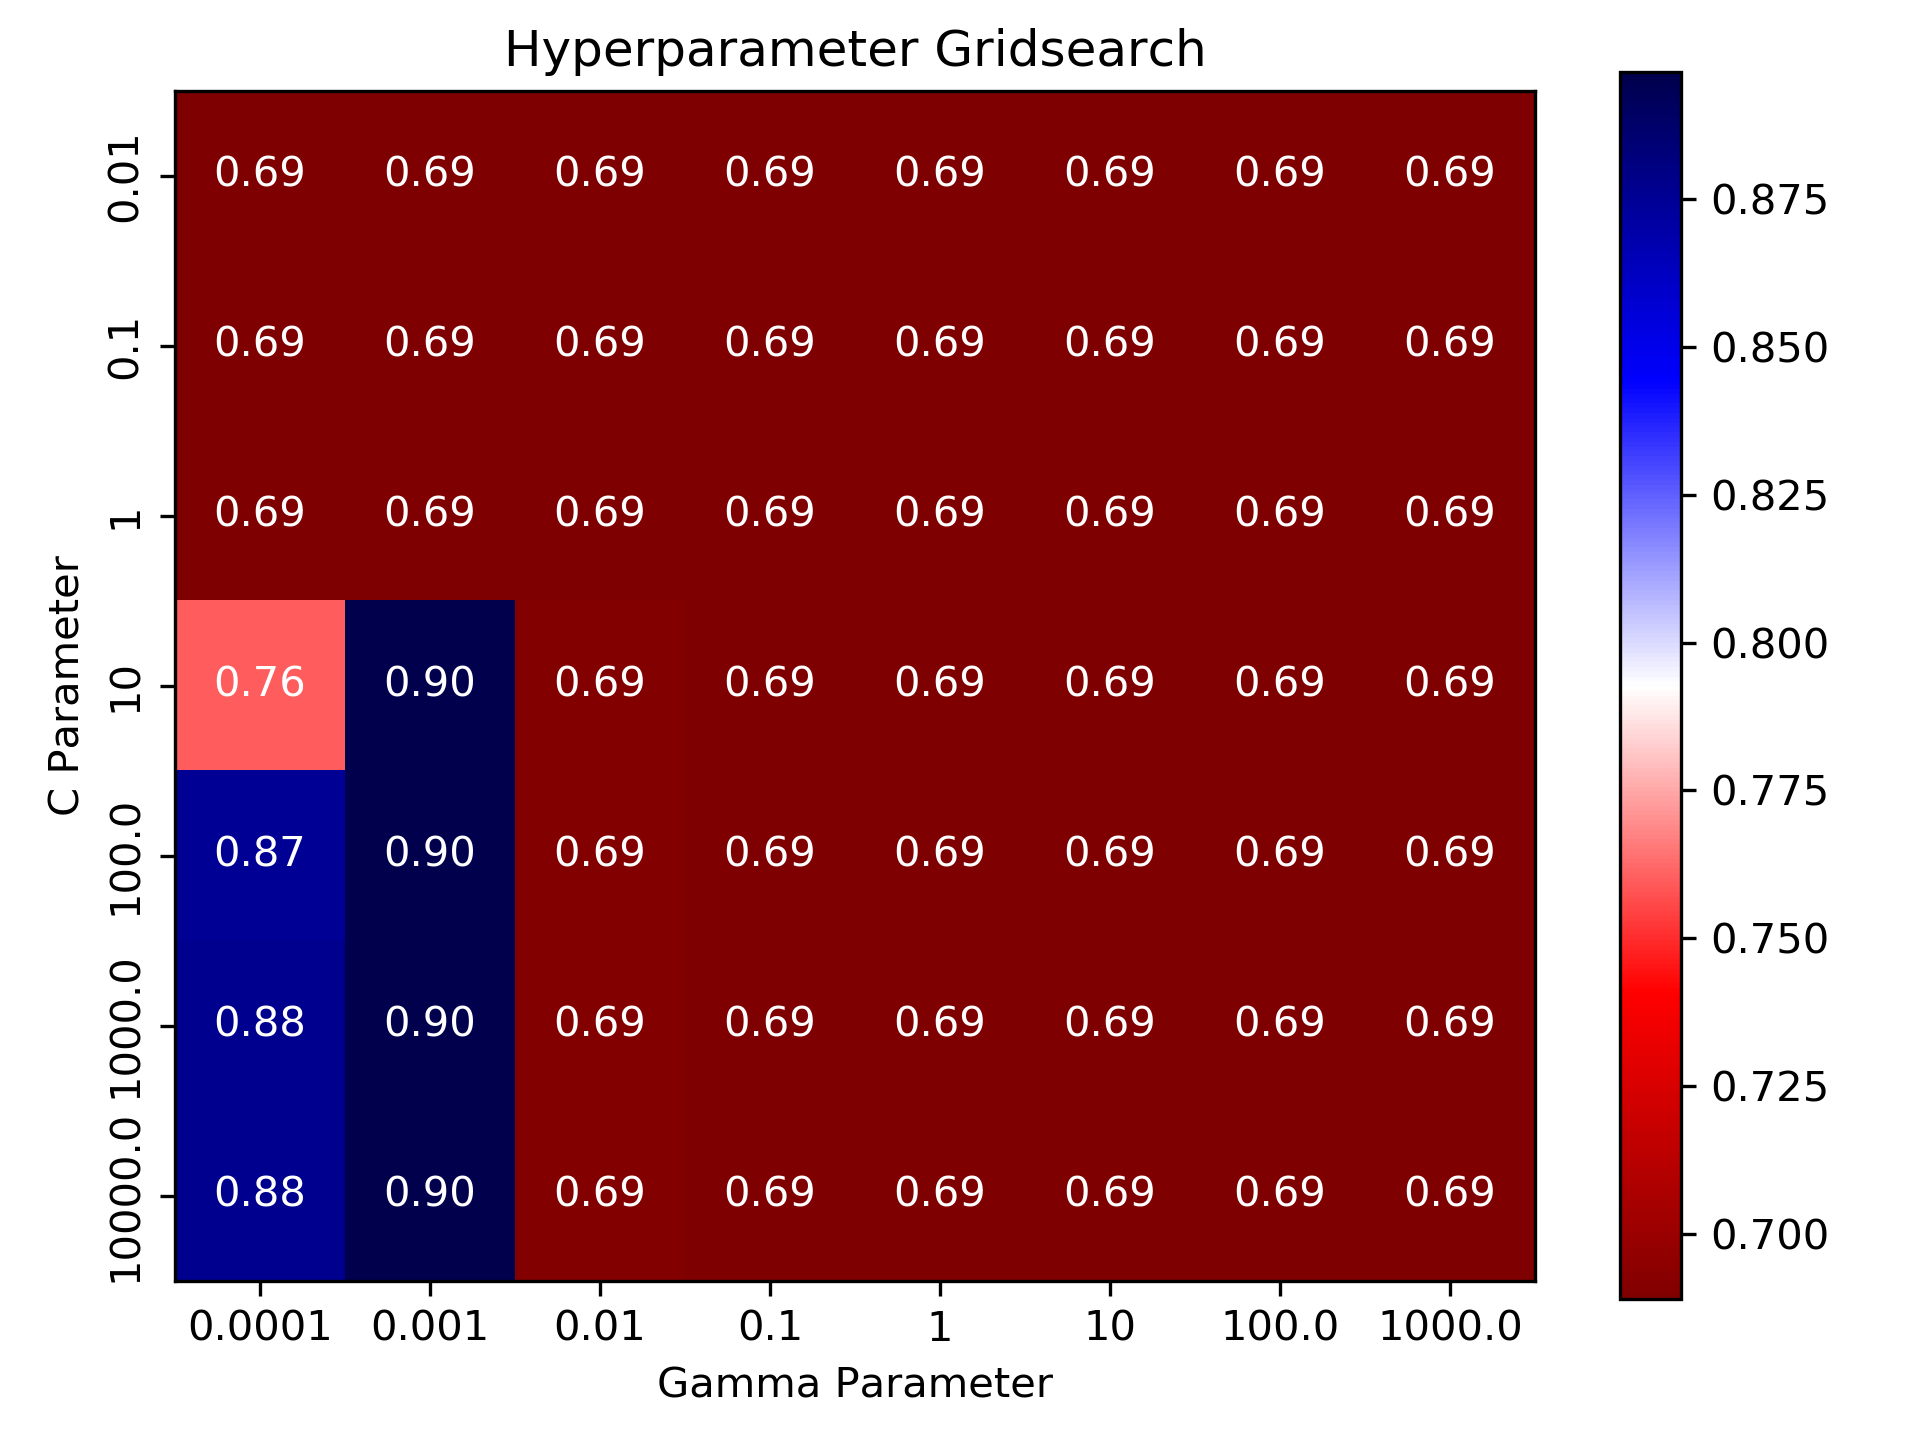 Hyperparameter Gridsearch
C Parameter
0.01 0.69 0.69 0.69 0.69 0.69 0.69 0.69 0.69
0.1 0.69 0.69 0.69 0.69 0.69 0.69 0.69 0.69
1 0.69 0.69 0.69 0.69 0.69 0.69 0.69 0.69
10 0.76 0.90 0.69 0.69 0.69 0.69 0.69 0.69
100.0 0.87 0.90 0.69 0.69 0.69 0.69 0.69 0.69
1000.0 0.88 0.90 0.69 0.69 0.69 0.69 0.69 0.69
10000.0 0.88 0.90 0.69 0.69 0.69 0.69 0.69 0.69
0.0001 0.001 0.01 0.1 1 10 100.0 1000.0
Gamma Parameter
0.875
0.850
0.825
0.800
0.775
0.750
0.725
0.700